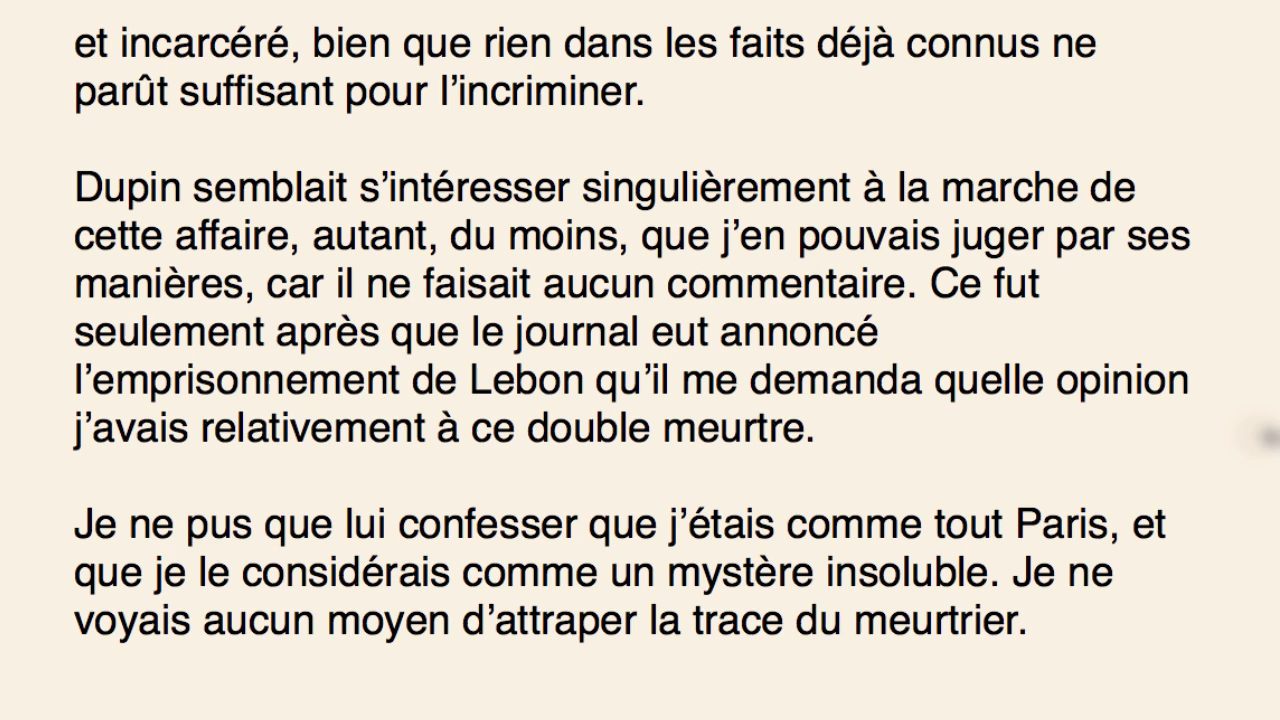 et incarcéré, bien que rien dans les faits déjà connus ne
parût suffisant pour l’incriminer.
Dupin semblait s’intéresser singulièrement à la marche de
cette affaire, autant, du moins, que j’en pouvais juger par ses
manières, car il ne faisait aucun commentaire. Ce fut
seulement après que le journal eut annoncé
l’emprisonnement de Lebon qu’il me demanda quelle opinion
j’avais relativement à ce double meurtre.
Je ne pus que lui confesser que j’étais comme tout Paris, et
que je le considérais comme un mystère insoluble. Je ne
voyais aucun moyen d’attraper la trace du meurtrier.